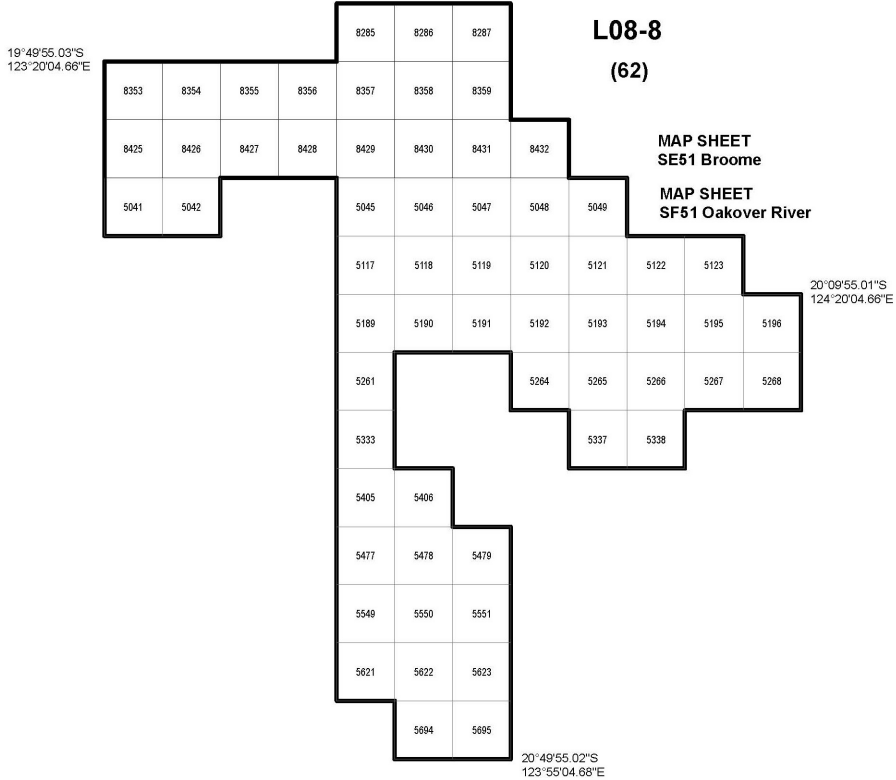 L08-8
(62)
8285 8286 8287
19°49'55.03"S
123°20'04.66"E
8353 8354 8355 8356 8357 8358 8359
8425 8426 8427 8428 8429 8430 8431 8432
MAP SHEET
SE51 Broome
MAP SHEET
SF51 Oakover River
5041 5042 5045 5046 5047 5048 5049
5117 5118 5119 5120 5121 5122 5123
20°09'55.01"S
124°20'04.66"E
5189 5190 5191 5192 5193 5194 5195 5196
5261 5264 5265 5266 5267 5268
5333 5337 5338
5405 5406
5477 5478 5479
5549 5550 5551
5621 5622 5623
5694 5695
20°49'55.02"S
123°55'04.68"E